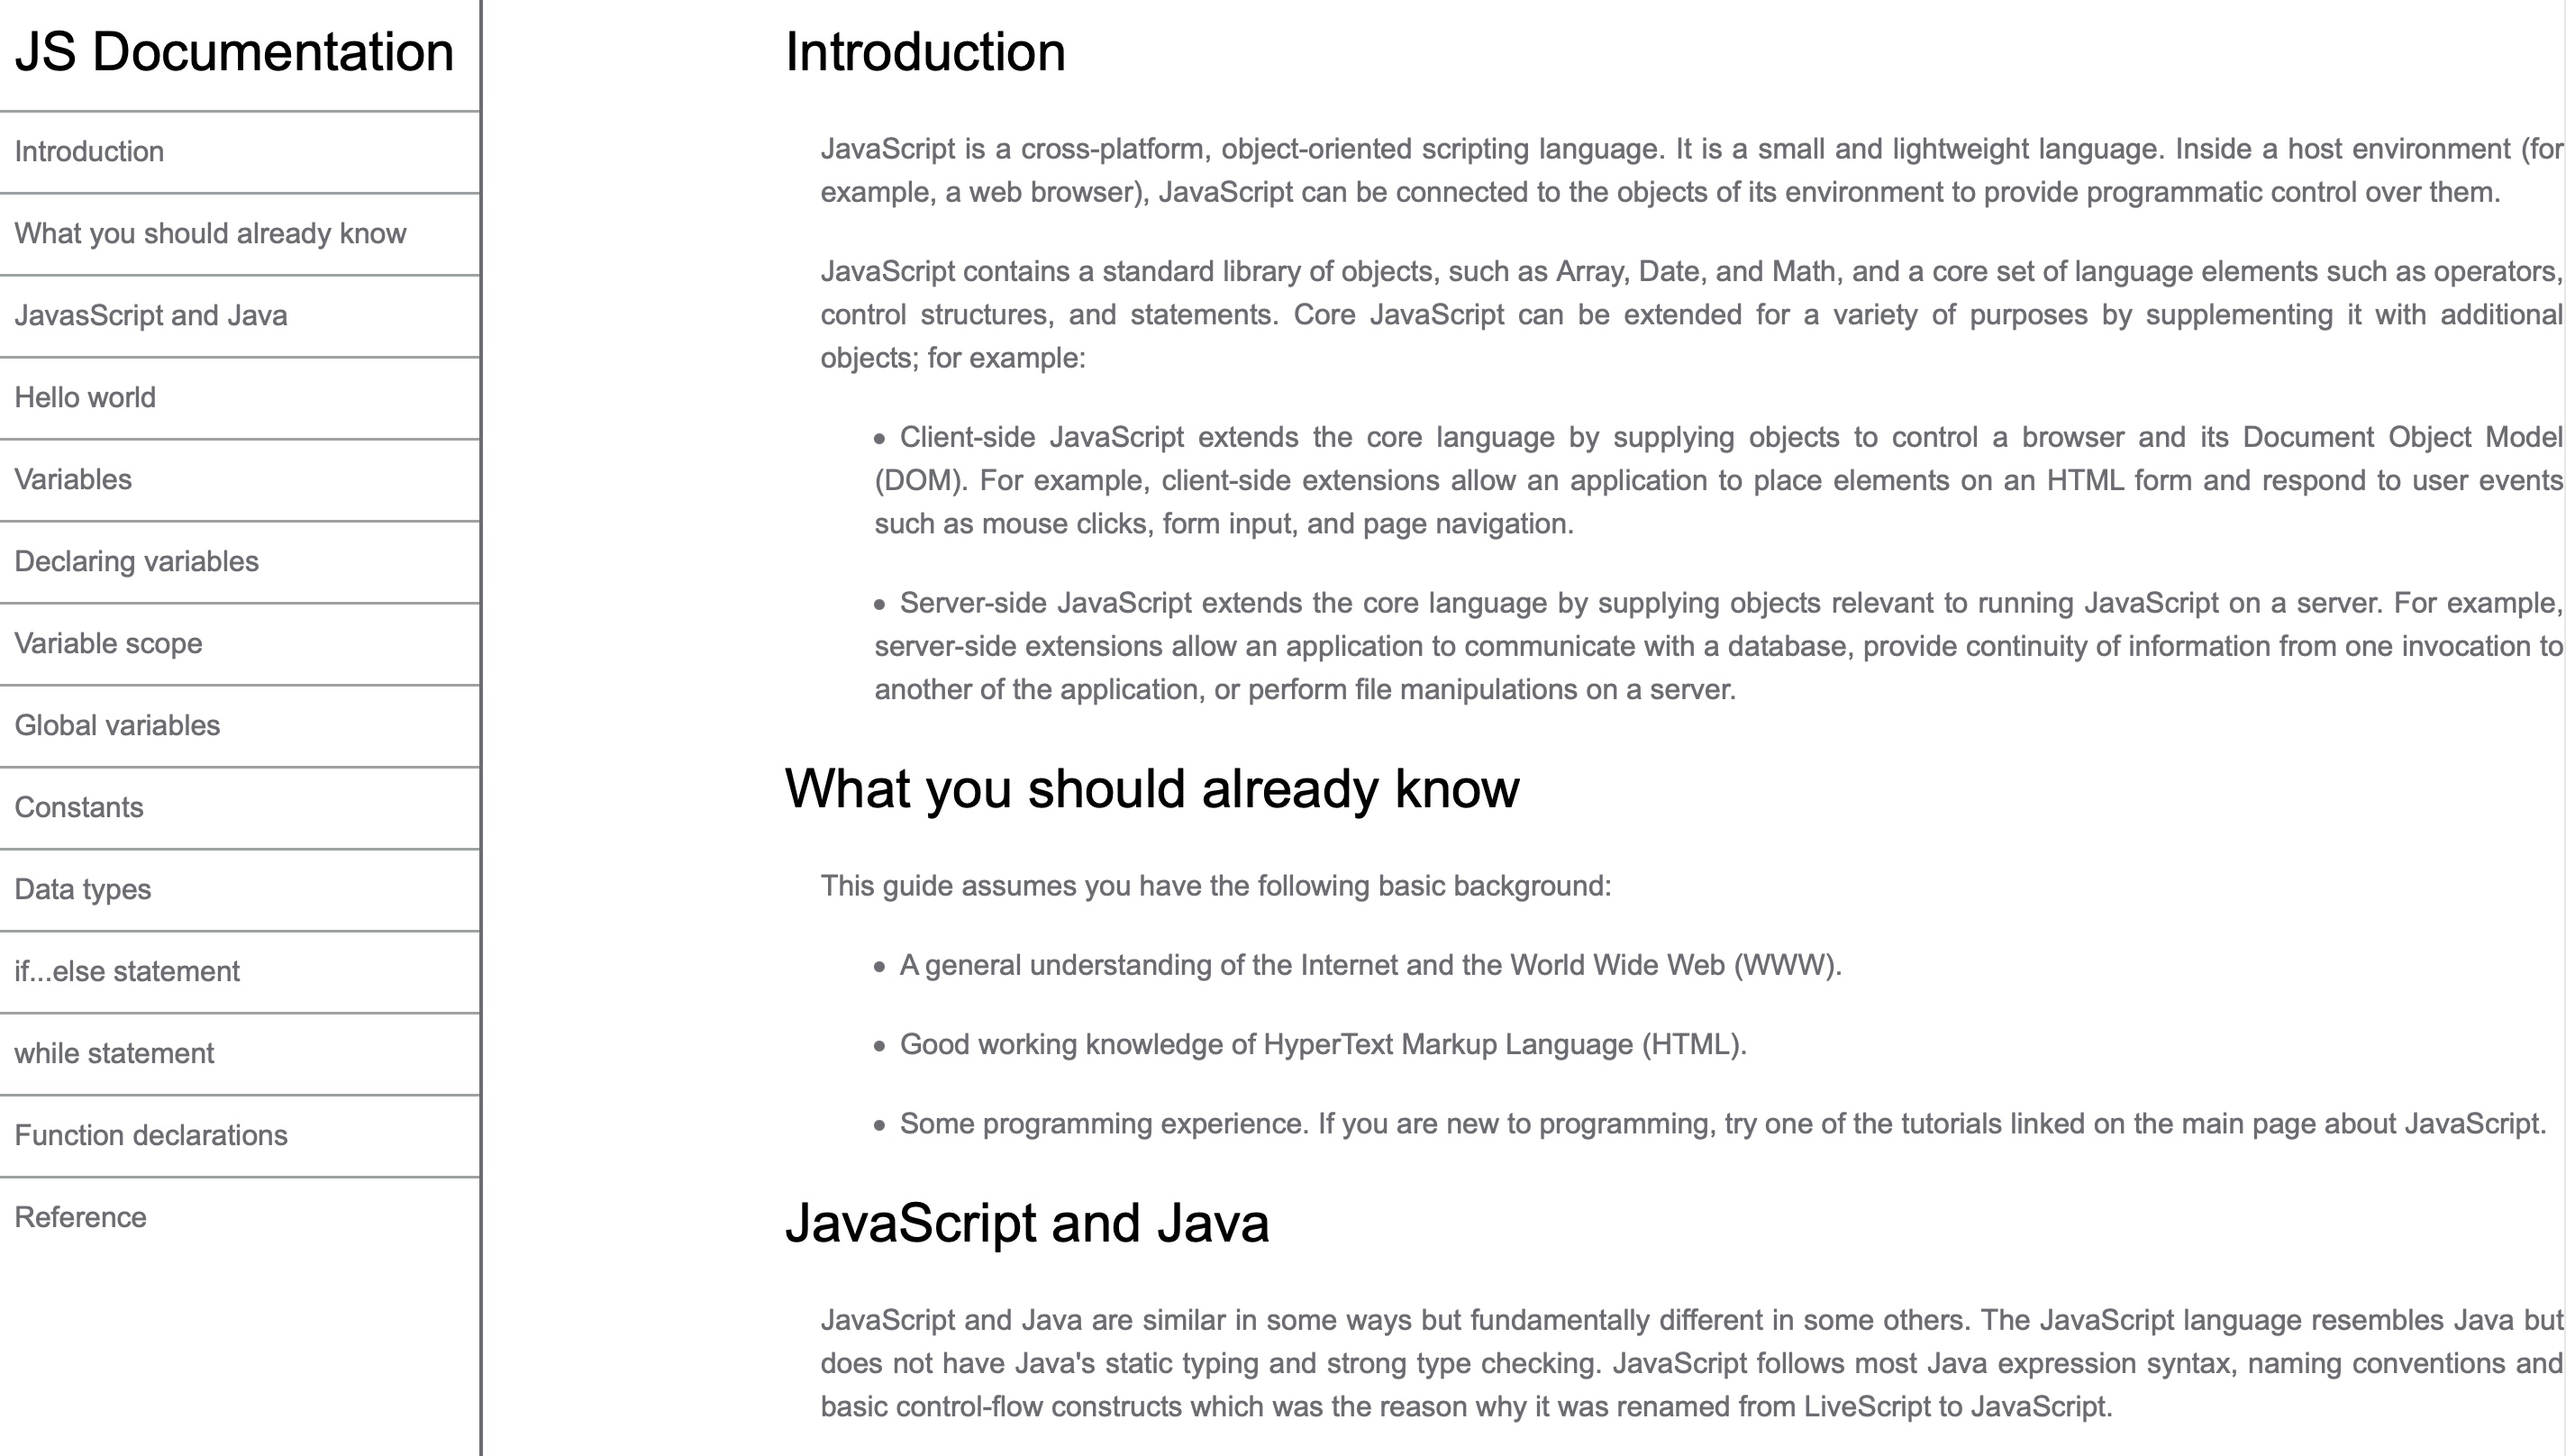 JS Documentation
Introduction
What you should already know
JavasScript and Java
Hello world
Variables
Declaring variables
Variable scope
Global variables
Constants
Data types
if...else statement
while statement
Function declarations
Reference
Introduction
JavaScript is a cross-platform, object-oriented scripting language. It is a small and lightweight language. Inside a host environment (for
example, a web browser), JavaScript can be connected to the objects of its environment to provide programmatic control over them.
JavaScript contains a standard library of objects, such as Array, Date, and Math, and a core set of language elements such as operators,
control structures, and statements. Core JavaScript can be extended for a variety of purposes by supplementing it with additional
objects; for example:
• Client-side JavaScript extends the core language by supplying objects to control a browser and its Document Object Model
(DOM). For example, client-side extensions allow an application to place elements on an HTML form and respond to user events
such as mouse clicks, form input, and page navigation.
• Server-side JavaScript extends the core language by supplying objects relevant to running JavaScript on a server. For example,
server-side extensions allow an application to communicate with a database, provide continuity of information from one invocation to
another of the application, or perform file manipulations on a server.
What you should already know
This guide assumes you have the following basic background:
• A general understanding of the Internet and the World Wide Web (WWW).
• Good working knowledge of HyperText Markup Language (HTML).
• Some programming experience. If you are new to programming, try one of the tutorials linked on the main page about JavaScript.
JavaScript and Java
JavaScript and Java are similar in some ways but fundamentally different in some others. The JavaScript language resembles Java but
does not have Java's static typing and strong type checking. JavaScript follows most Java expression syntax, naming conventions and
basic control-flow constructs which was the reason why it was renamed from LiveScript to JavaScript.